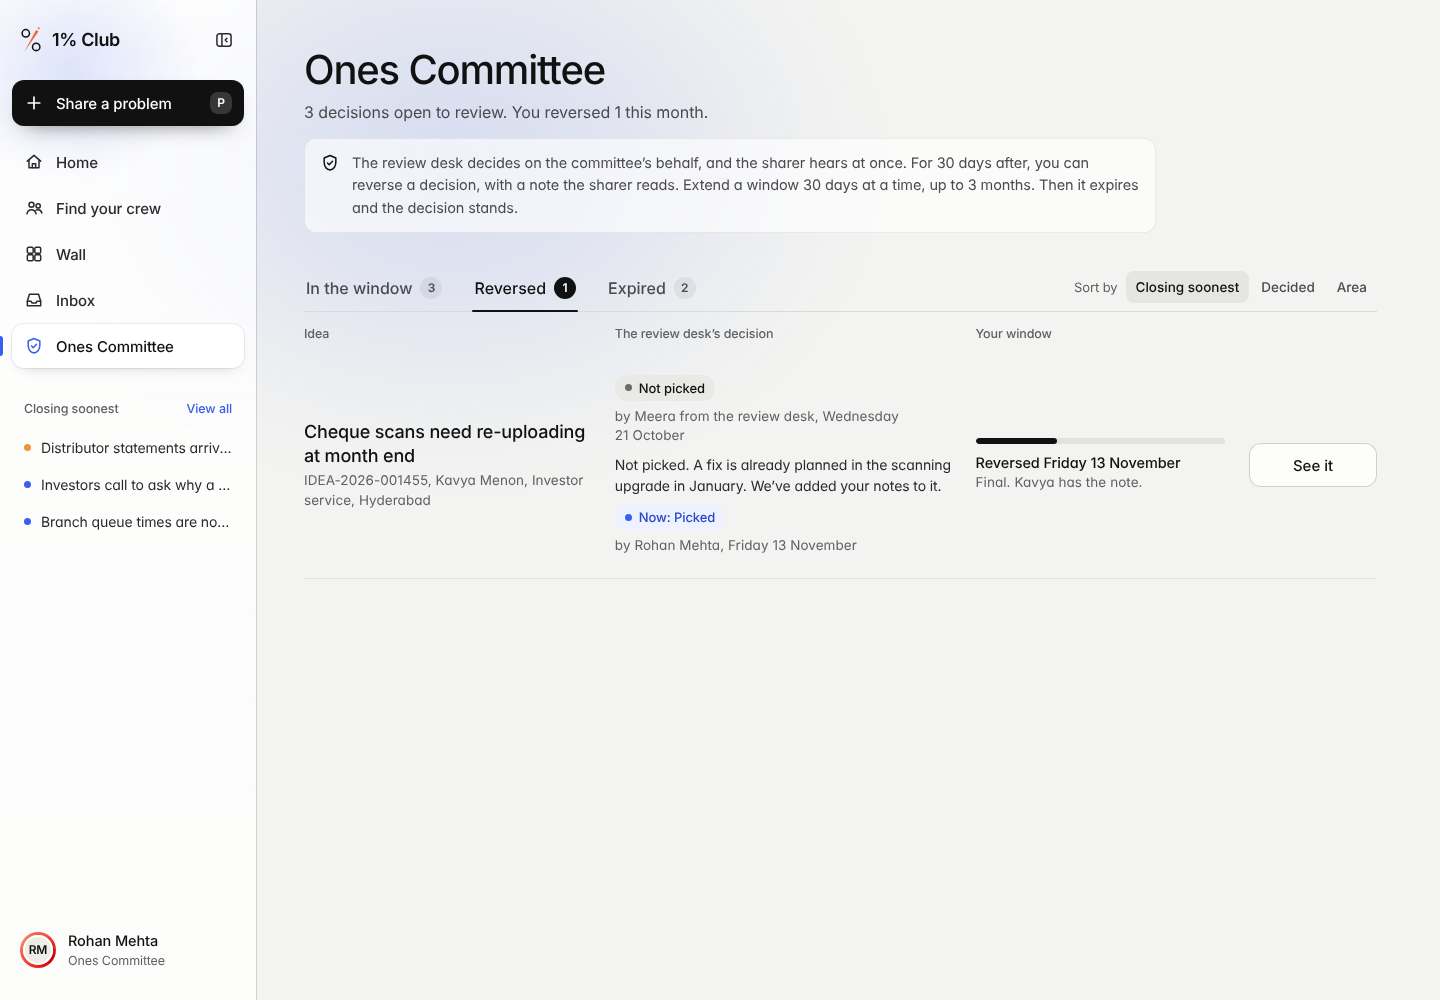 1% Club
Share a problem
P
Home
Find your crew
Wall
Inbox
Ones Committee
Closing soonest
View all
Distributor statements arriv...
Investors call to ask why a ...
Branch queue times are no...
RM
Rohan Mehta
Ones Committee
Ones Committee
3 decisions open to review. You reversed 1 this month.
The review desk decides on the committee’s behalf, and the sharer hears at once. For 30 days after, you can
reverse a decision, with a note the sharer reads. Extend a window 30 days at a time, up to 3 months. Then it expires
and the decision stands.
In the window 3
Reversed 1
Expired 2
Sort by
Closing soonest
Decided
Area
Idea
The review desk’s decision
Your window
Cheque scans need re-uploading
at month end
IDEA-2026-001455, Kavya Menon, Investor
service, Hyderabad
Not picked
by Meera from the review desk, Wednesday
21 October
Not picked. A fix is already planned in the scanning
upgrade in January. We’ve added your notes to it.
Now: Picked
by Rohan Mehta, Friday 13 November
Reversed Friday 13 November
Final. Kavya has the note.
See it